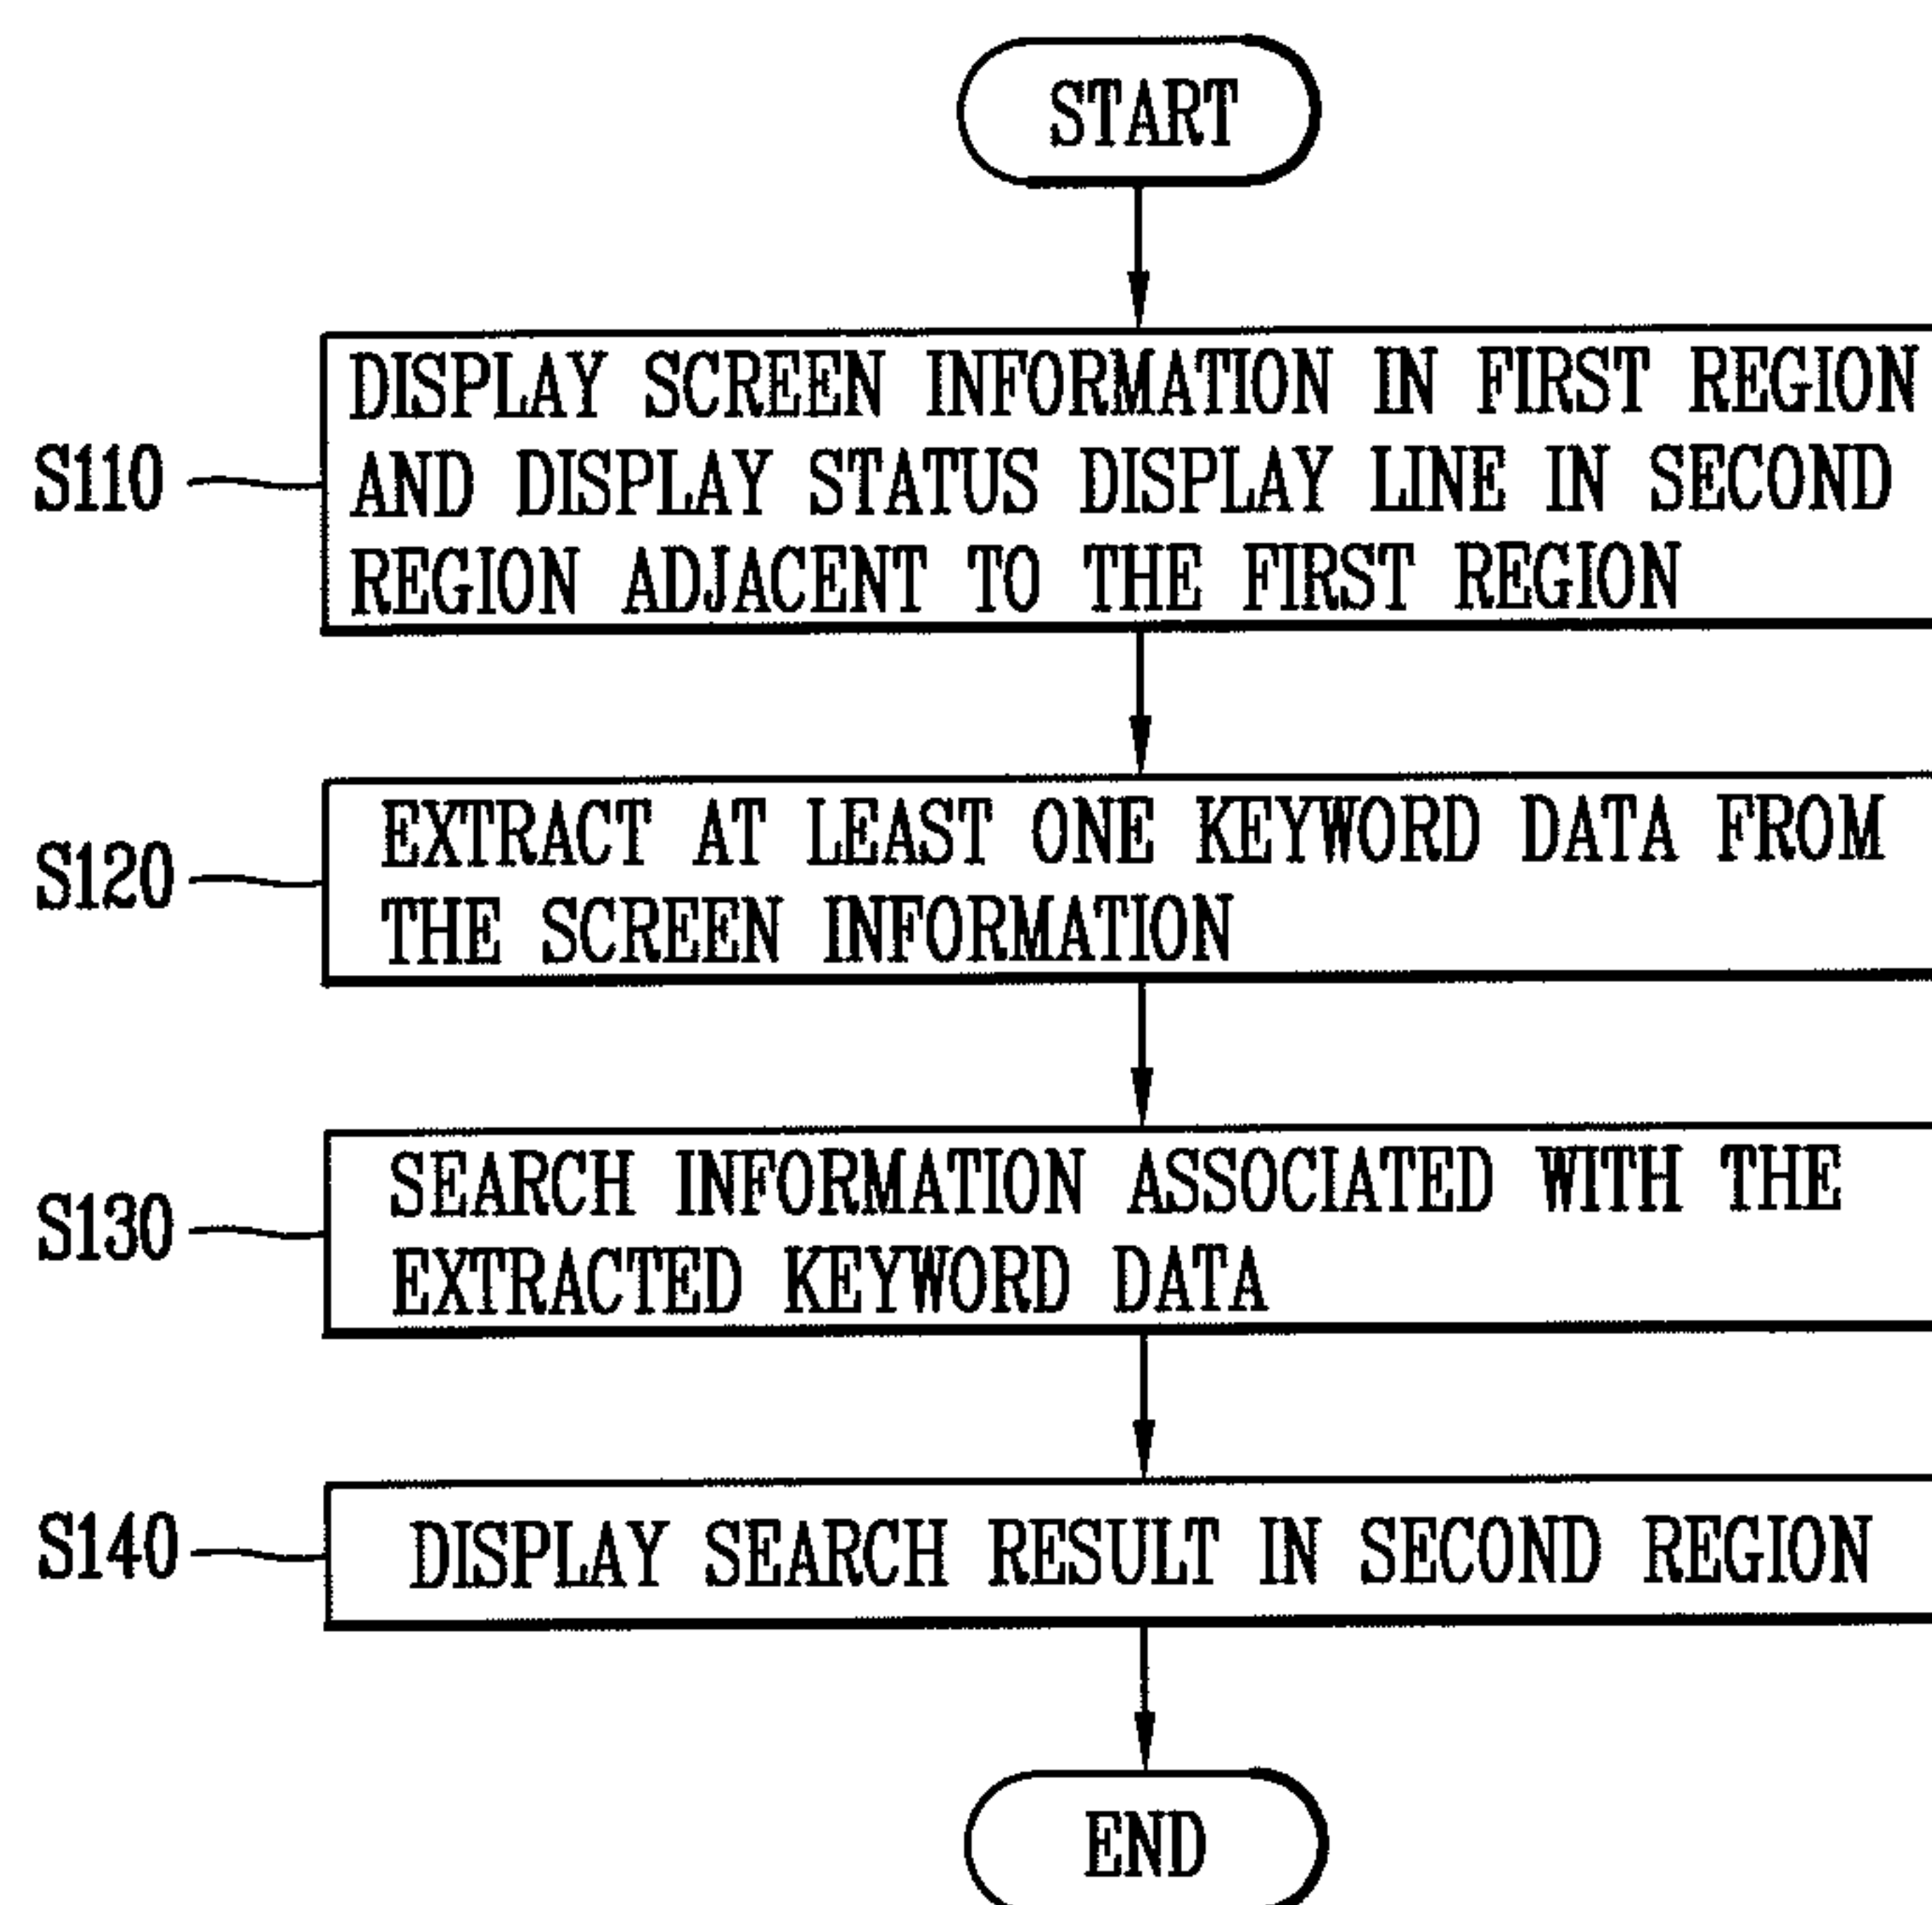 START
S110
DISPLAY SCREEN INFORMATION IN FIRST REGION
AND DISPLAY STATUS DISPLAY LINE IN SECOND
REGION ADJACENT TO THE FIRST REGION
S120
EXTRACT AT LEAST ONE KEYWORD DATA FROM
THE SCREEN INFORMATION
S130
SEARCH INFORMATION ASSOCIATED WITH THE
EXTRACTED KEYWORD DATA
S140
DISPLAY SEARCH RESULT IN SECOND REGION
END